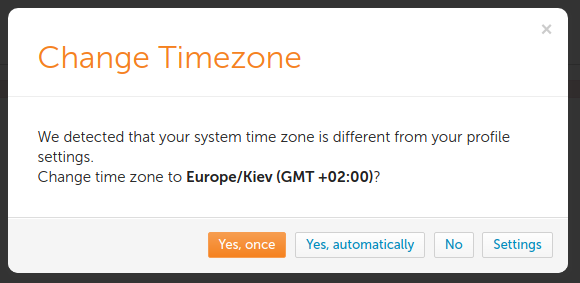 Change Timezone
We detected that your system time zone is different from your profile
settings.
Change time zone to Europe/Kiev (GMT +02:00)?
Yes, once Yes, automatically No Settings